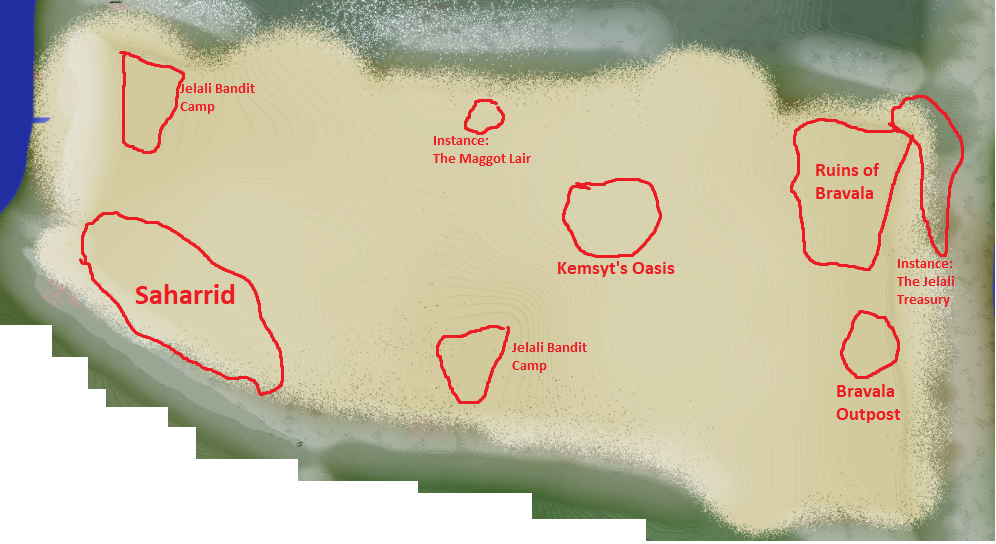 Jelali Bandit
Camp
Instance:
The Maggot Lair
Ruins of
Bravala
Kemsyt's Oasis
Instance:
The Jelali
Treasury
Saharrid
Jelali Bandit
Camp
Bravala
Outpost